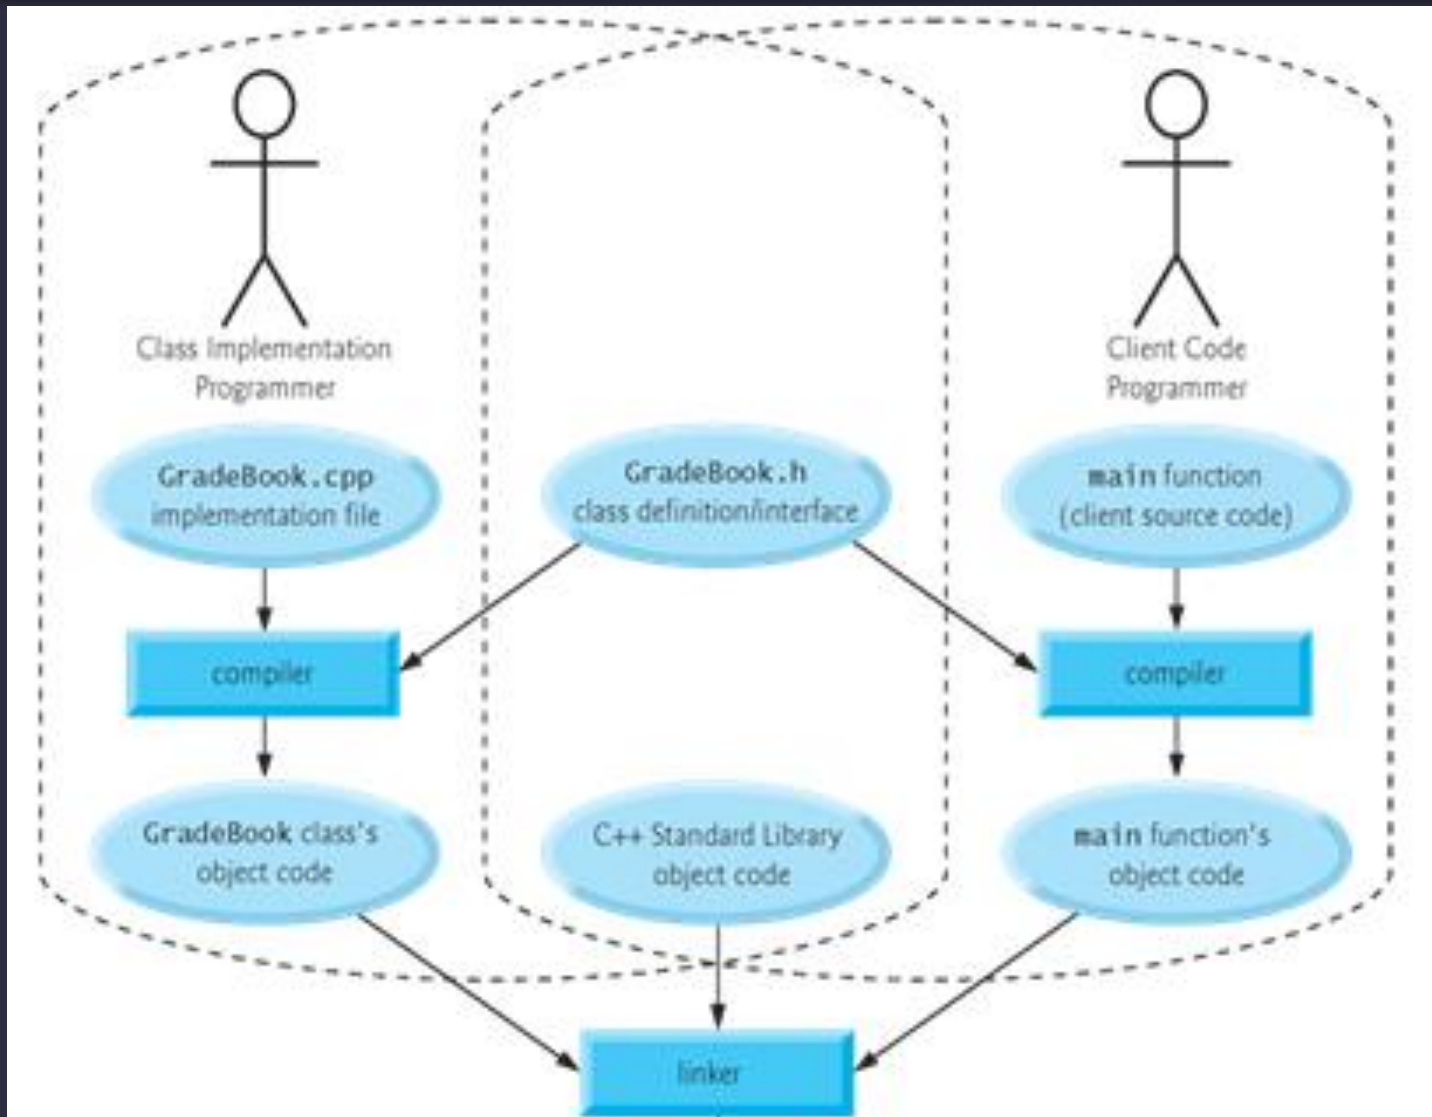 Class Implementation
Programmer
Client Code
Programmer
GradeBook.cpp
implementation file
GradeBook.h
class definition/interface
main function
(client source code)
compiler
compiler
GradeBook class's
object code
C++ Standard Library
object code
main function's
object code
linker